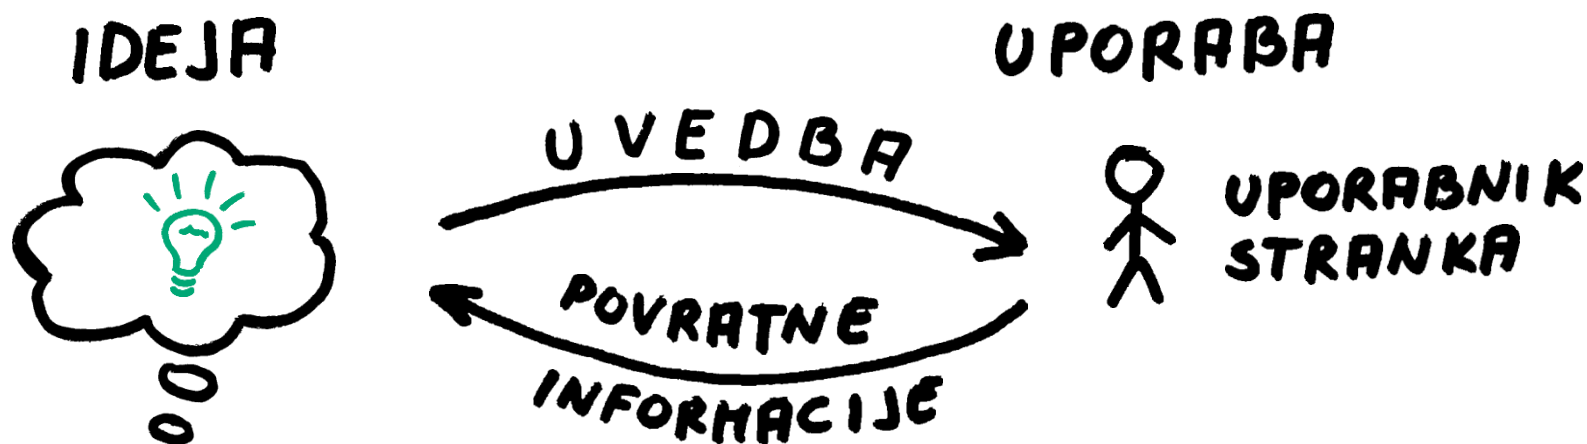 IDEJA
UPORABA
UVEDBA
UPORABNIK
STRANKA
POVRATNE
INFORMACIJE